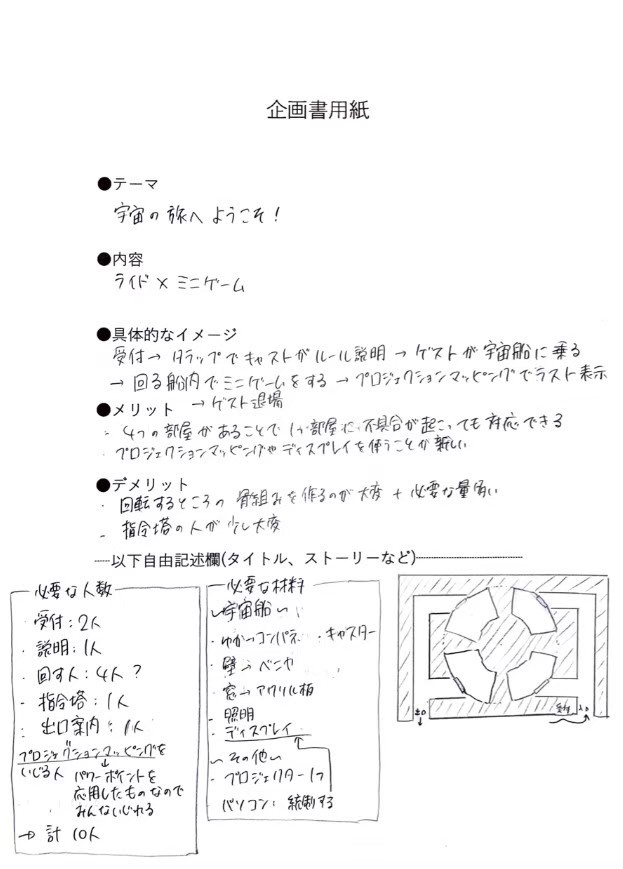 企画書用紙
●テーマ
宇宙の旅へようこそ!
●内容
ライド×ミニゲーム
●具体的なイメージ
受付→タラップでキャストがルール説明→ゲストが宇宙船に乗る
→回る船内でミニゲームをする→プロジェクションマッピングでラスト表示
→ゲスト退場
●メリット
・4つの部屋があることで1つ部屋に不具合が起こっても対応できる
・プロジェクションマッピングやディスプレイを使うことが新しい
●デメリット
・回転するところの骨組みを作るのが大変+必要な量多い
・指令塔の人が少し大変
以下自由記述欄(タイトル、ストーリーなど)
必要な人数
・受付:2人
・説明:1人
・回す人:4人?
・指令塔:1人
・出口案内:1人
プロジェクションマッピングを
いじる人
パワーポイントを
応用したものなので
みんないじれる
→計10人
必要な材料
〜宇宙船〜
・ゆか→コンパネ ・キャスター
・壁→ベニヤ
・窓→アクリル板
・照明
・ディスプレイ
〜その他〜
・プロジェクター1つ
パソコン:統制する
出口
受付
入口